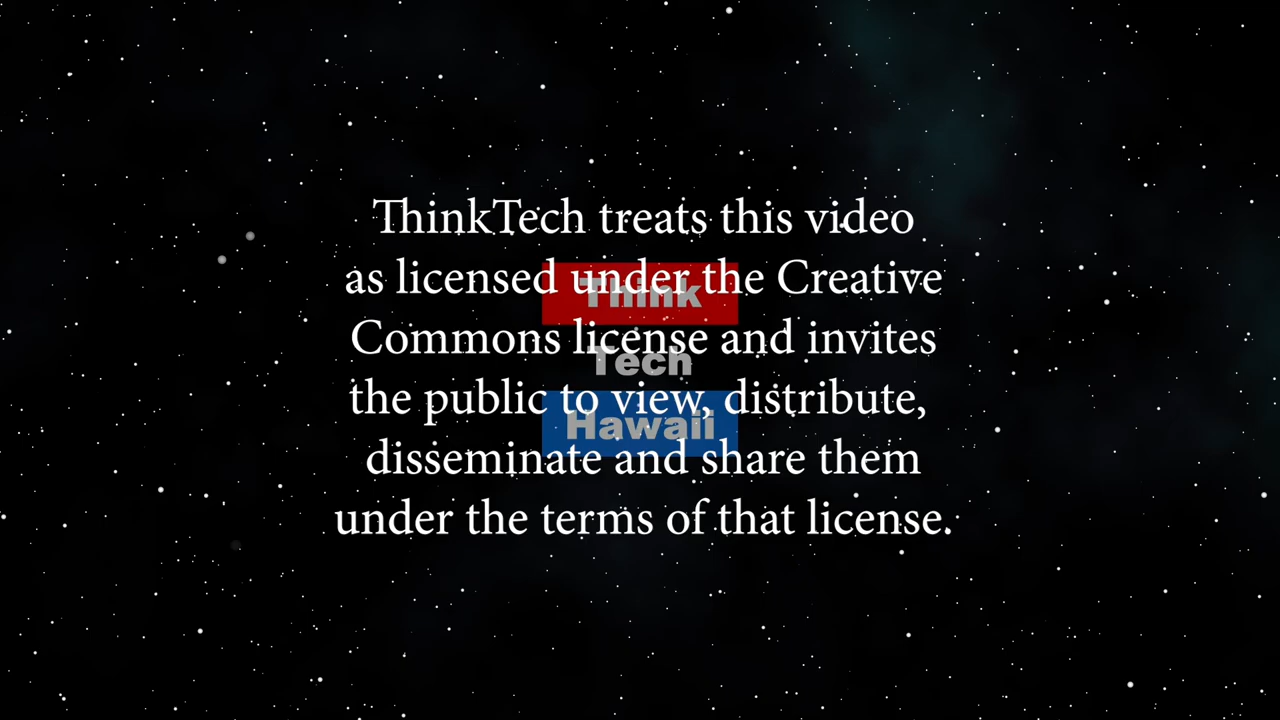 ThinkTech treats this video
as licensed under the Creative
Commons license and invites
the public to view, distribute,
disseminate and share them
under the terms of that license.
Think
Tech
Hawaii